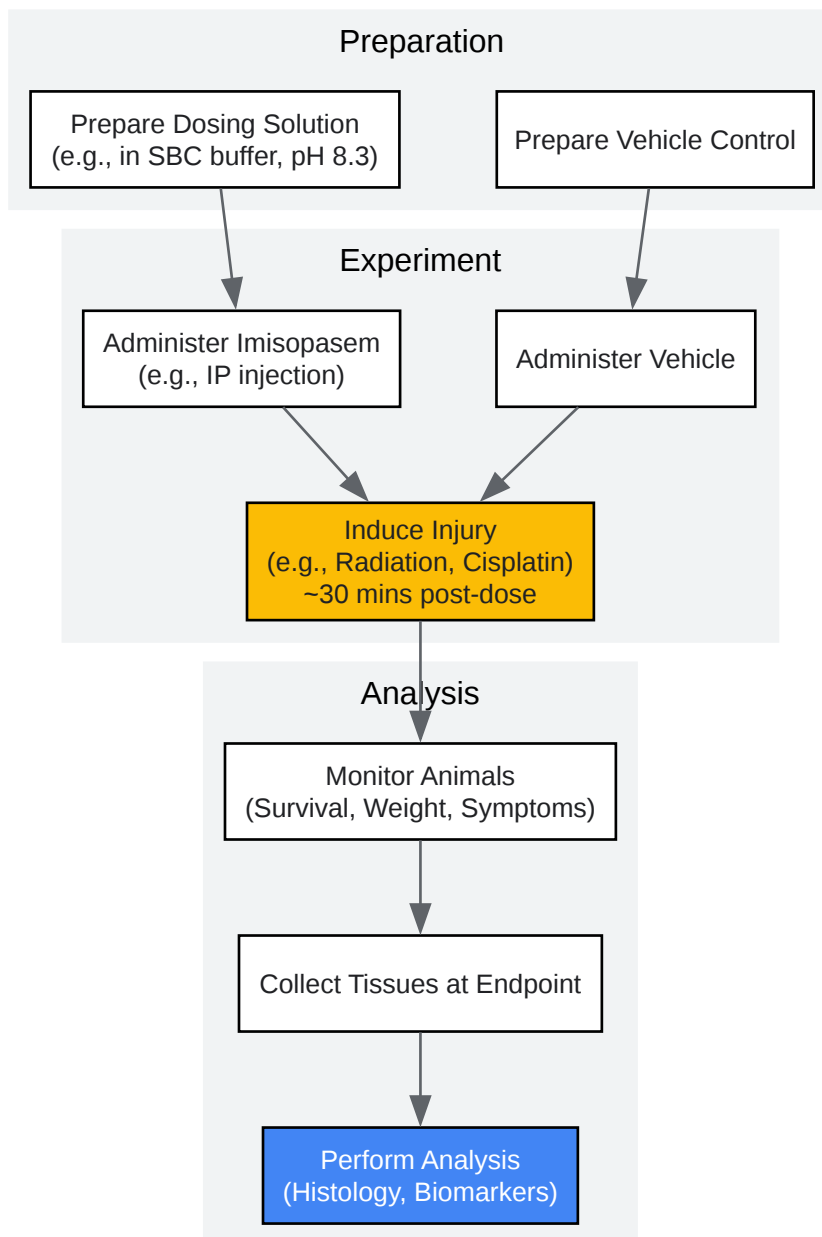 Preparation
Prepare Dosing Solution
(e.g., in SBC buffer, pH 8.3)
Prepare Vehicle Control
Experiment
Administer Imisopasem
(e.g., IP injection)
Administer Vehicle
Induce Injury
(e.g., Radiation, Cisplatin)
~30 mins post-dose
Analysis
Monitor Animals
(Survival, Weight, Symptoms)
Collect Tissues at Endpoint
Perform Analysis
(Histology, Biomarkers)